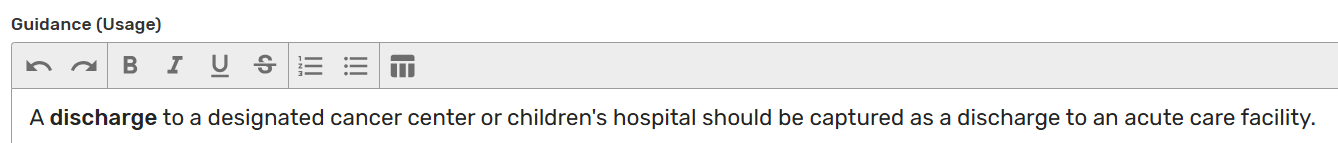 Guidance (Usage)
B I U S
A discharge to a designated cancer center or children's hospital should be captured as a discharge to an acute care facility.